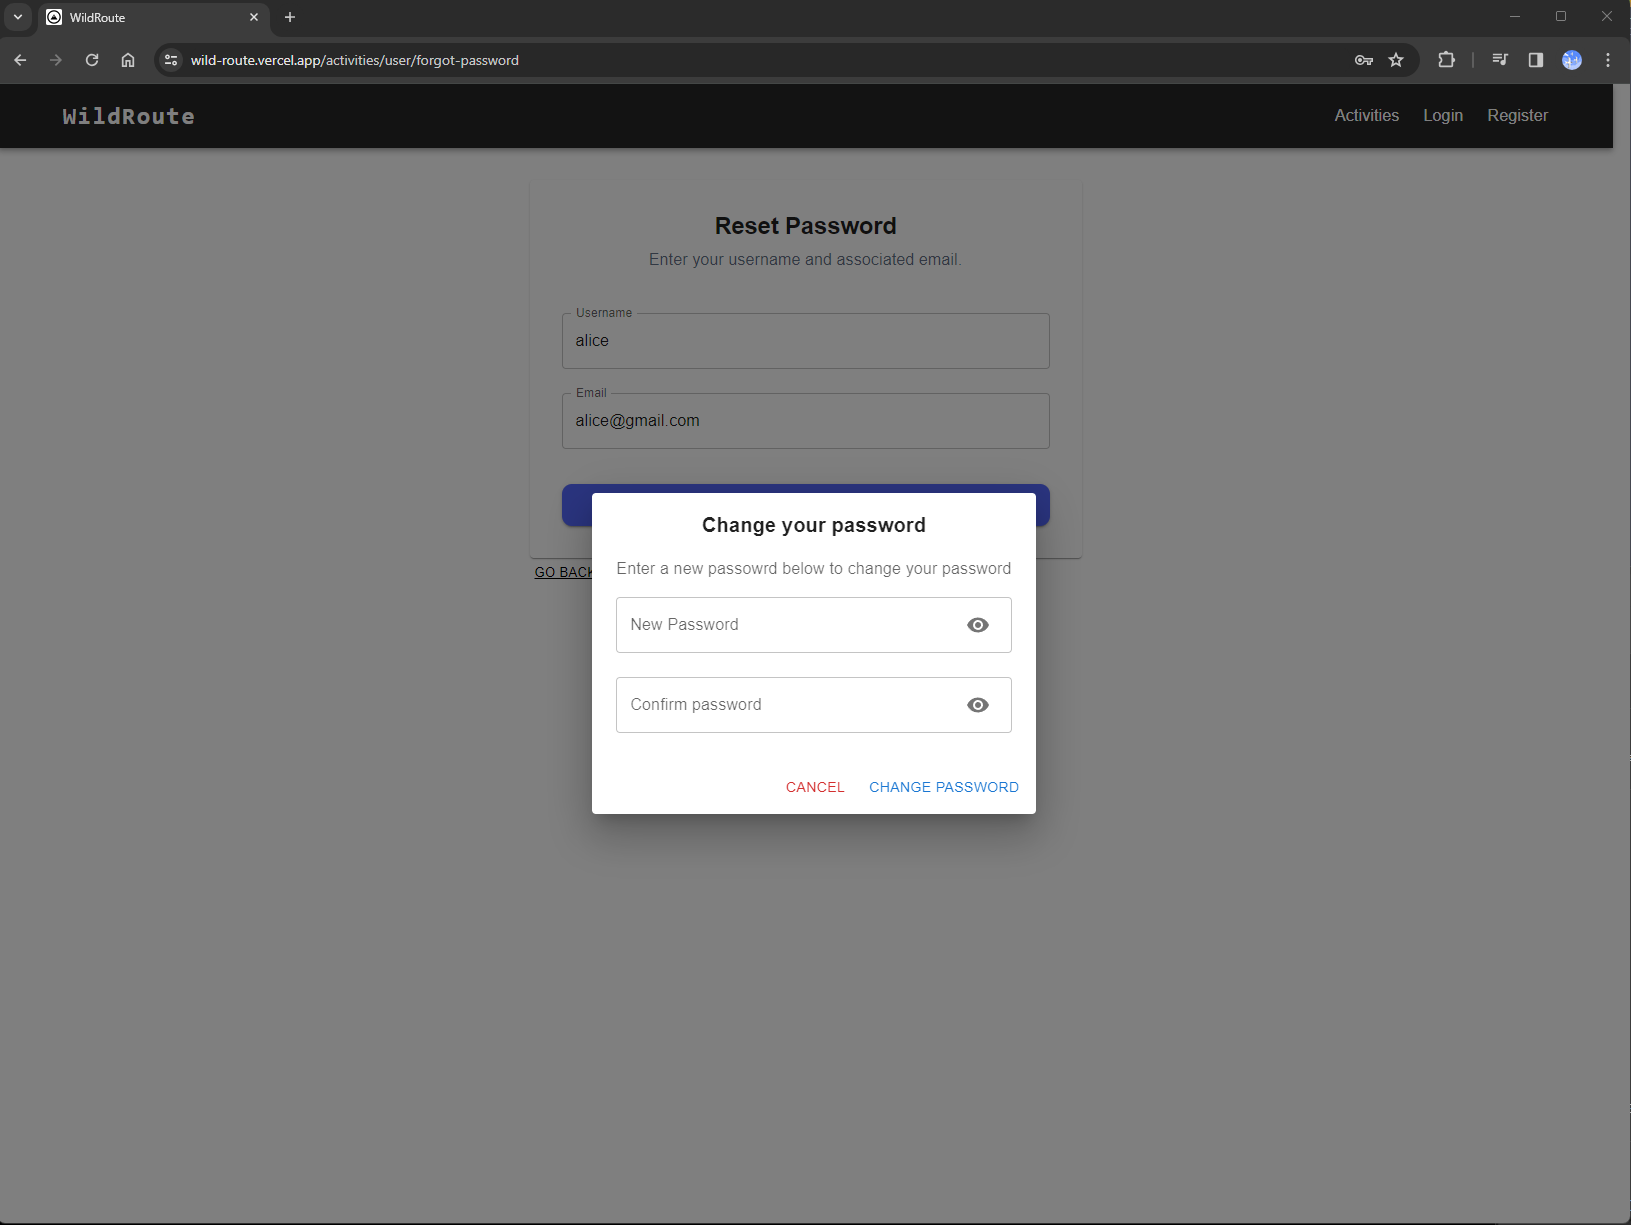 WildRoute
wild-route.vercel.app/activities/user/forgot-password
WildRoute
Activities
Login
Register
Reset Password
Enter your username and associated email.
Username
alice
Email
alice@gmail.com
GO BACK
Change your password
Enter a new passowrd below to change your password
New Password
Confirm password
CANCEL
CHANGE PASSWORD